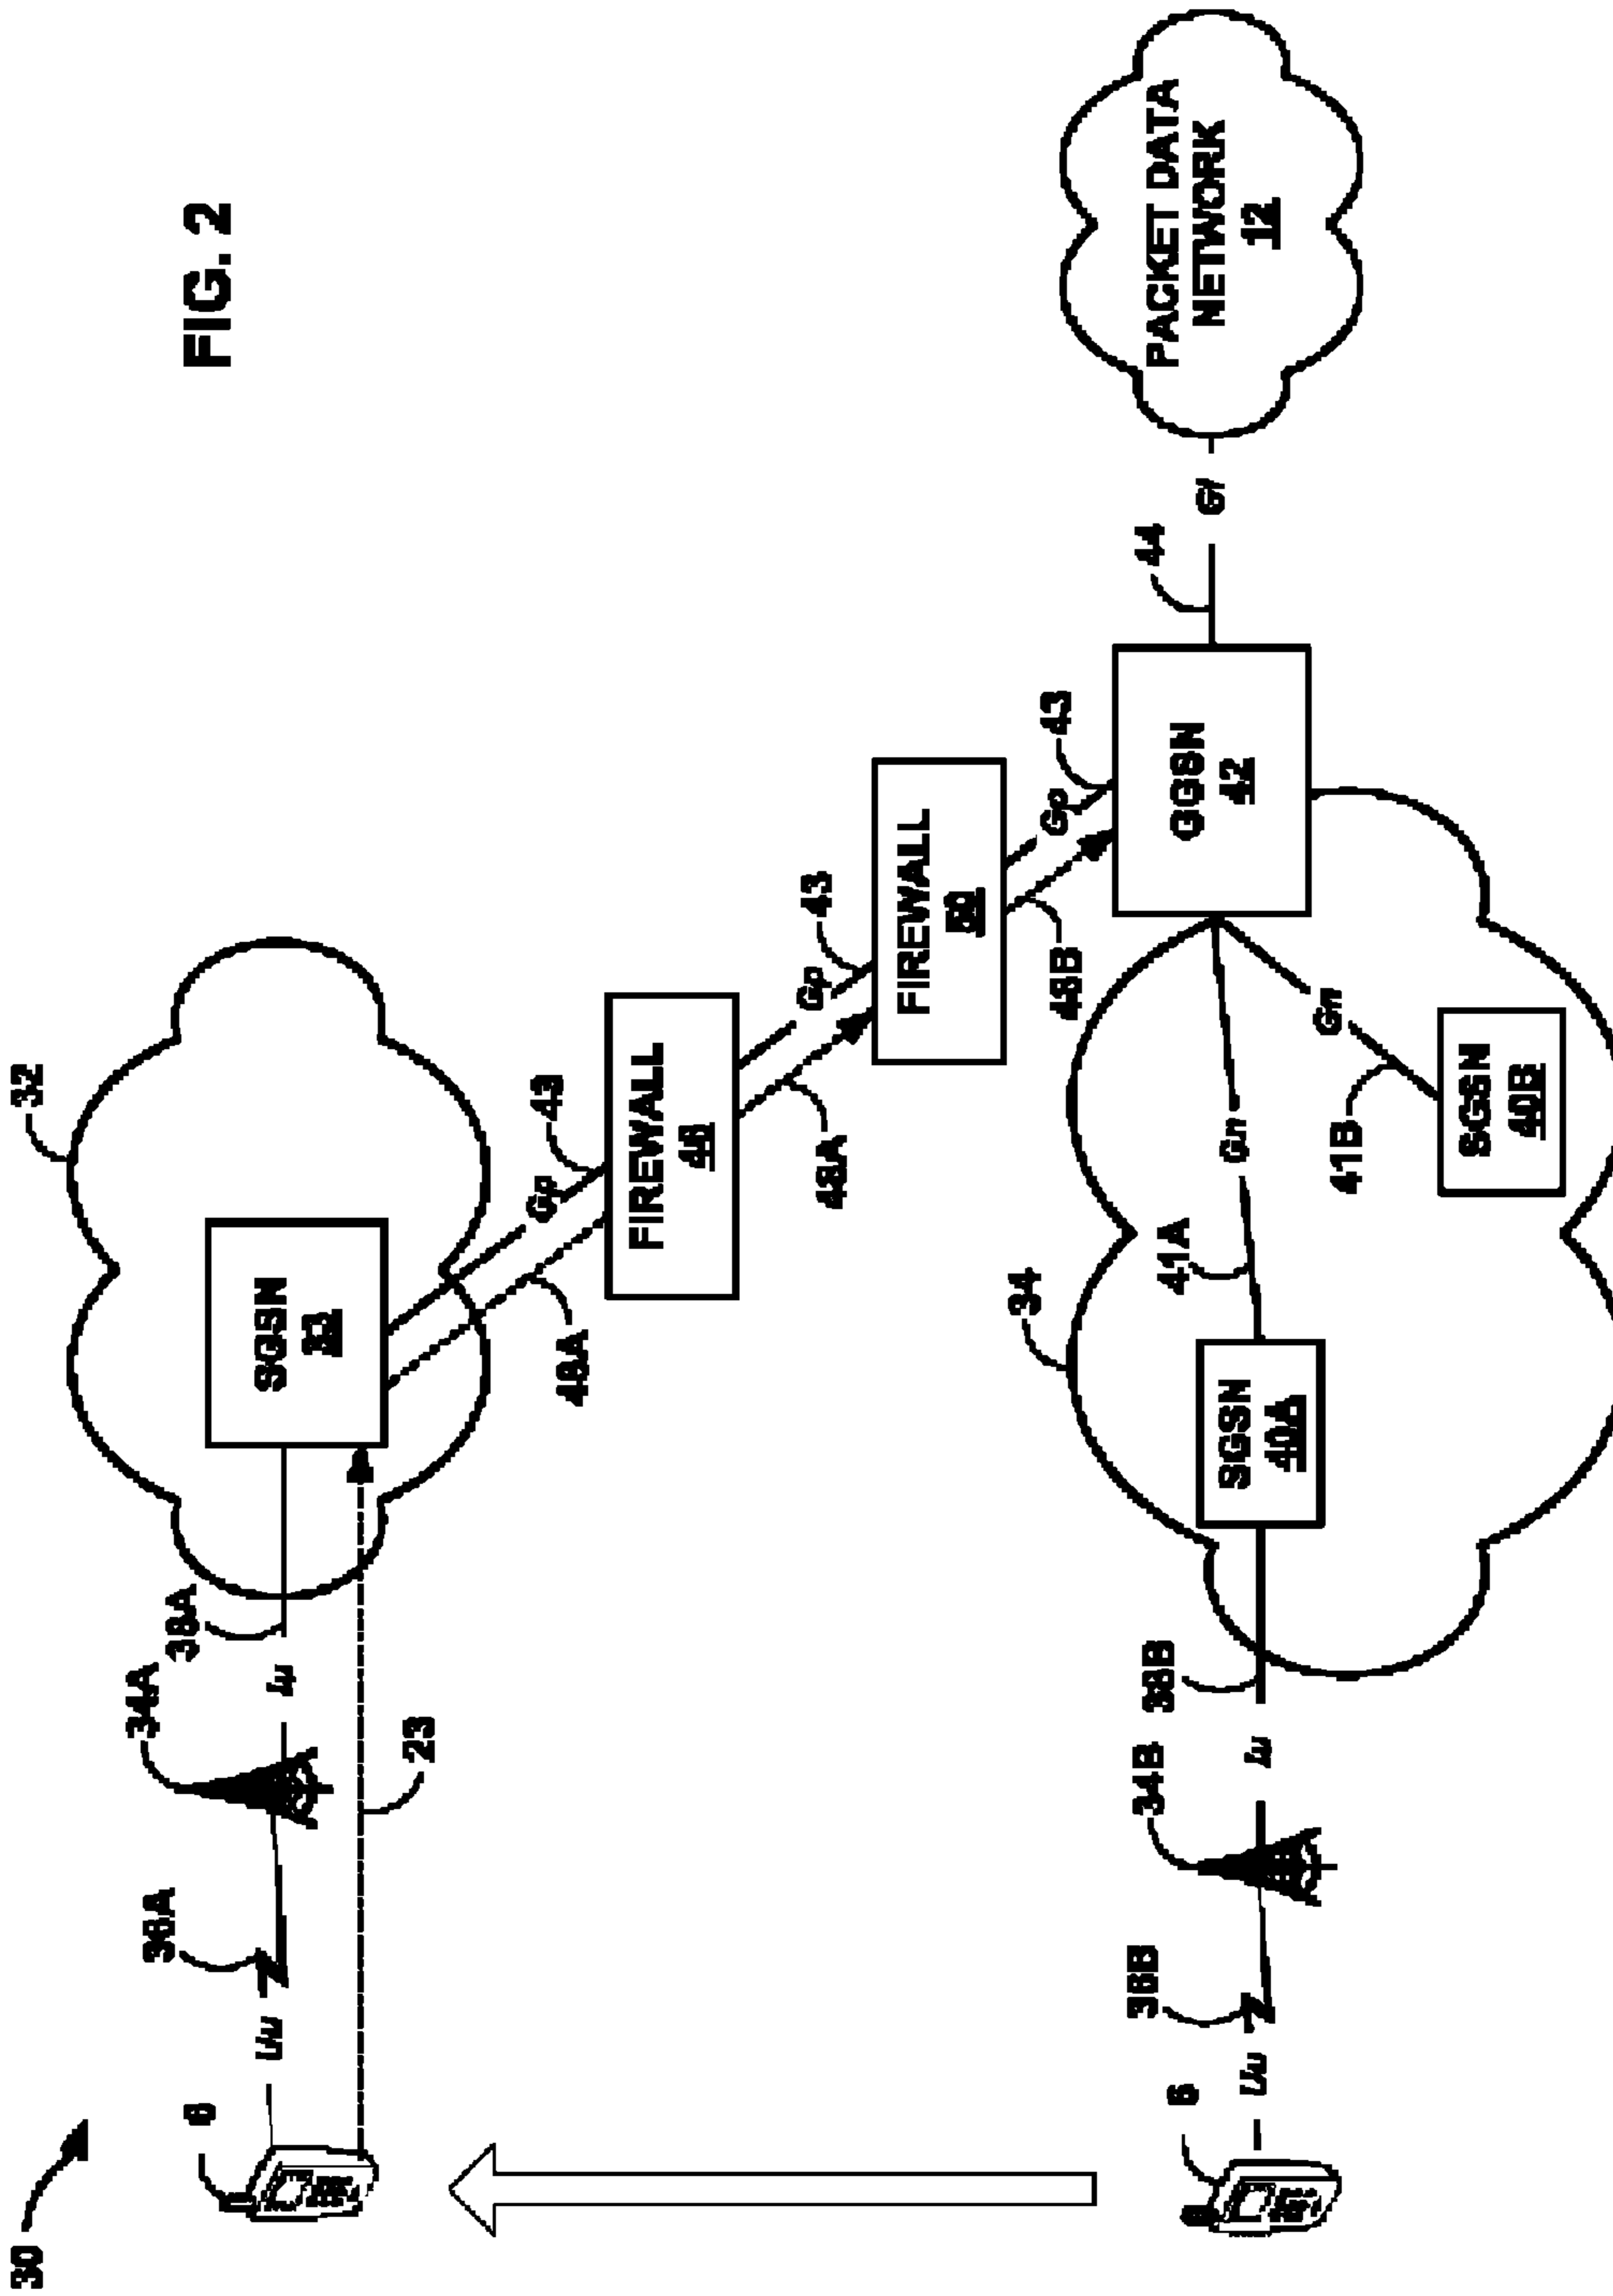 30
32
FIG. 2
6
Uu
36A
34A
Iu
38A
SGSN
33
23
48A
Gp
43
FIREWALL
46
48A
Gp
43
FIREWALL
50
48B
Gp
43
34
GGSN
42
44
Gi
PACKET DATA
NETWORK
12
6
Uu
36B
34B
Iu
38B
SGSN
40A
41A
Gn
41B
Gn
SGSN
40B